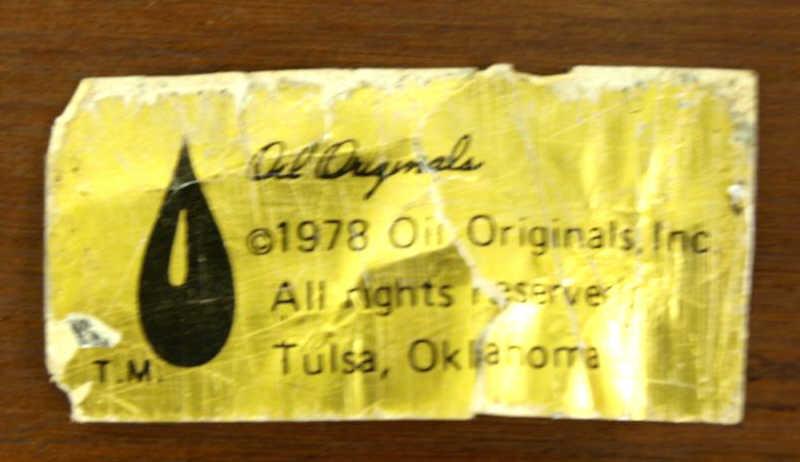 Oil Originals
©1978 Oil Originals, Inc.
All rights reserved
Tulsa, Oklahoma
T.M.